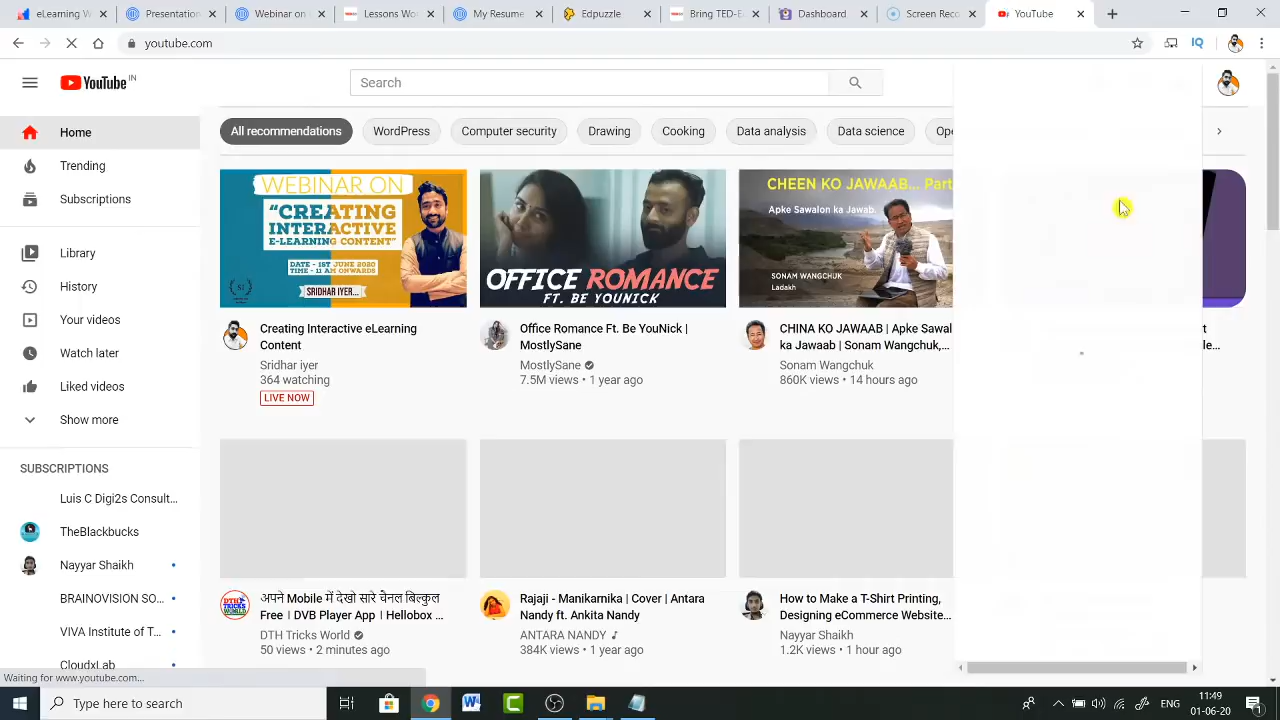 eLearning W
Presentation
Webinar
Lessons Wo
My Resume
Edpuzzle
Bring TED-E
Dashboard
Screen Reco
YouTube
youtube.com
IQ
YouTube IN
Search
All recommendations
WordPress
Computer security
Drawing
Cooking
Data analysis
Data science
Home
Trending
Subscriptions
Library
History
Your videos
Watch later
Liked videos
Show more
SUBSCRIPTIONS
Luis C Digi2s Consult...
TheBlackbucks
Nayyar Shaikh
BRAINOVISION SO...
VIVA Institute of T...
CloudxLab
WEBINAR ON
"CREATING
INTERACTIVE
E-LEARNING CONTENT"
DATE - 1ST JUNE 2020
TIME - 11 AM ONWARDS
SRIDHAR IYER...
Creating Interactive eLearning
Content
Sridhar iyer
364 watching
LIVE NOW
OFFICE ROMANCE
FT. BE YOUNICK
Office Romance Ft. Be YouNick |
MostlySane
MostlySane
7.5M views • 1 year ago
CHEEN KO JAWAAB... Part
Apke Sawalon ka Jawab
SONAM WANGCHUK
Ladakh
CHINA KO JAWAAB | Apke Sawal
ka Jawaab | Sonam Wangchuk,...
Sonam Wangchuk
860K views • 14 hours ago
अपने Mobile में देखो सारे चैनल बिल्कुल
Free । DVB Player App । Hellobox ...
DTH Tricks World
50 views • 2 minutes ago
Rajaji - Manikarnika | Cover | Antara
Nandy ft. Ankita Nandy
ANTARA NANDY
384K views • 1 year ago
How to Make a T-Shirt Printing,
Designing eCommerce Website...
Nayyar Shaikh
1.2K views • 1 hour ago
Waiting for www.youtube.com...
Type here to search
ENG
11:49
01-06-20